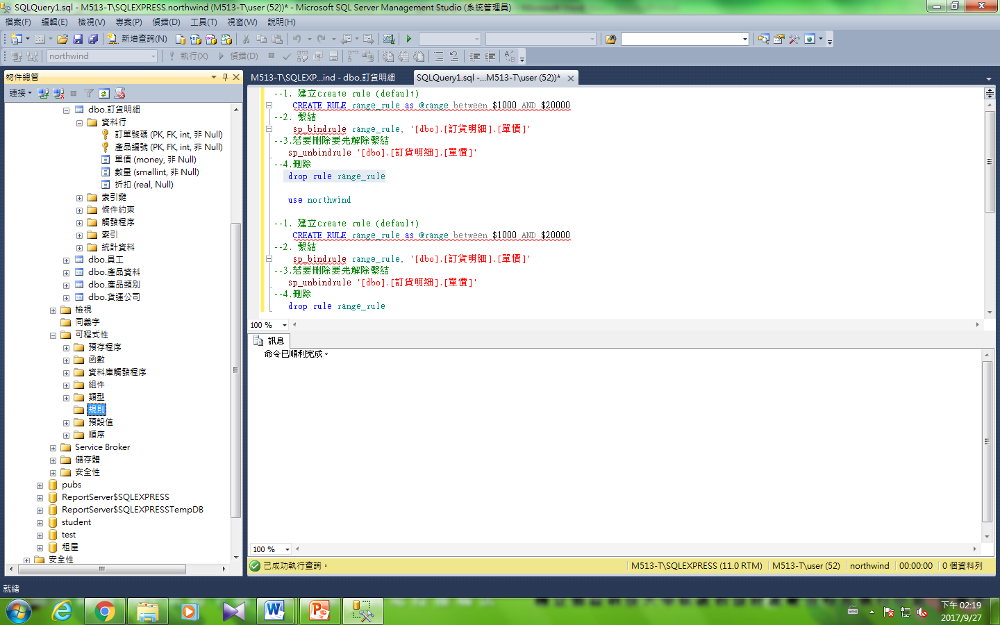 SQLQuery1.sql - M513-T\SQLEXPRESS.northwind (M513-T\user (52))* - Microsoft SQL Server Management Studio (系統管理員)
檔案(F) 編輯(E) 檢視(V) 專案(P) 偵錯(D) 工具(T) 視窗(W) 說明(H)
新增查詢(N)
northwind 執行(X) 偵錯(D)
物件總管
連接
dbo.訂貨明細
資料行
訂單號碼 (PK, FK, int, 非 Null)
產品編號 (PK, FK, int, 非 Null)
單價 (money, 非 Null)
數量 (smallint, 非 Null)
折扣 (real, Null)
索引鍵
條件約束
觸發程序
索引
統計資料
dbo.員工
dbo.產品資料
dbo.產品類別
dbo.貨運公司
檢視
同義字
可程式性
預存程序
函數
資料庫觸發程序
組件
類型
規則
預設值
順序
Service Broker
儲存體
安全性
pubs
ReportServer$SQLEXPRESS
ReportServer$SQLEXPRESSTempDB
student
test
租屋
安全性
M513-T\SQLEXP...ind - dbo.訂貨明細 SQLQuery1.sql -...M513-T\user (52))*
--1. 建立create rule (default)
CREATE RULE range_rule as @range between $1000 AND $20000
--2. 繫結
sp_bindrule range_rule, '[dbo].[訂貨明細].[單價]'
--3.若要刪除要先解除繫結
sp_unbindrule '[dbo].[訂貨明細].[單價]'
--4.刪除
drop rule range_rule
use northwind
--1. 建立create rule (default)
CREATE RULE range_rule as @range between $1000 AND $20000
--2. 繫結
sp_bindrule range_rule, '[dbo].[訂貨明細].[單價]'
--3.若要刪除要先解除繫結
sp_unbindrule '[dbo].[訂貨明細].[單價]'
--4.刪除
drop rule range_rule
100 %
訊息
命令已順利完成。
100 %
已成功執行查詢。 M513-T\SQLEXPRESS (11.0 RTM) M513-T\user (52) northwind 00:00:00 0 個資料列
就緒
下午 02:19
2017/9/27